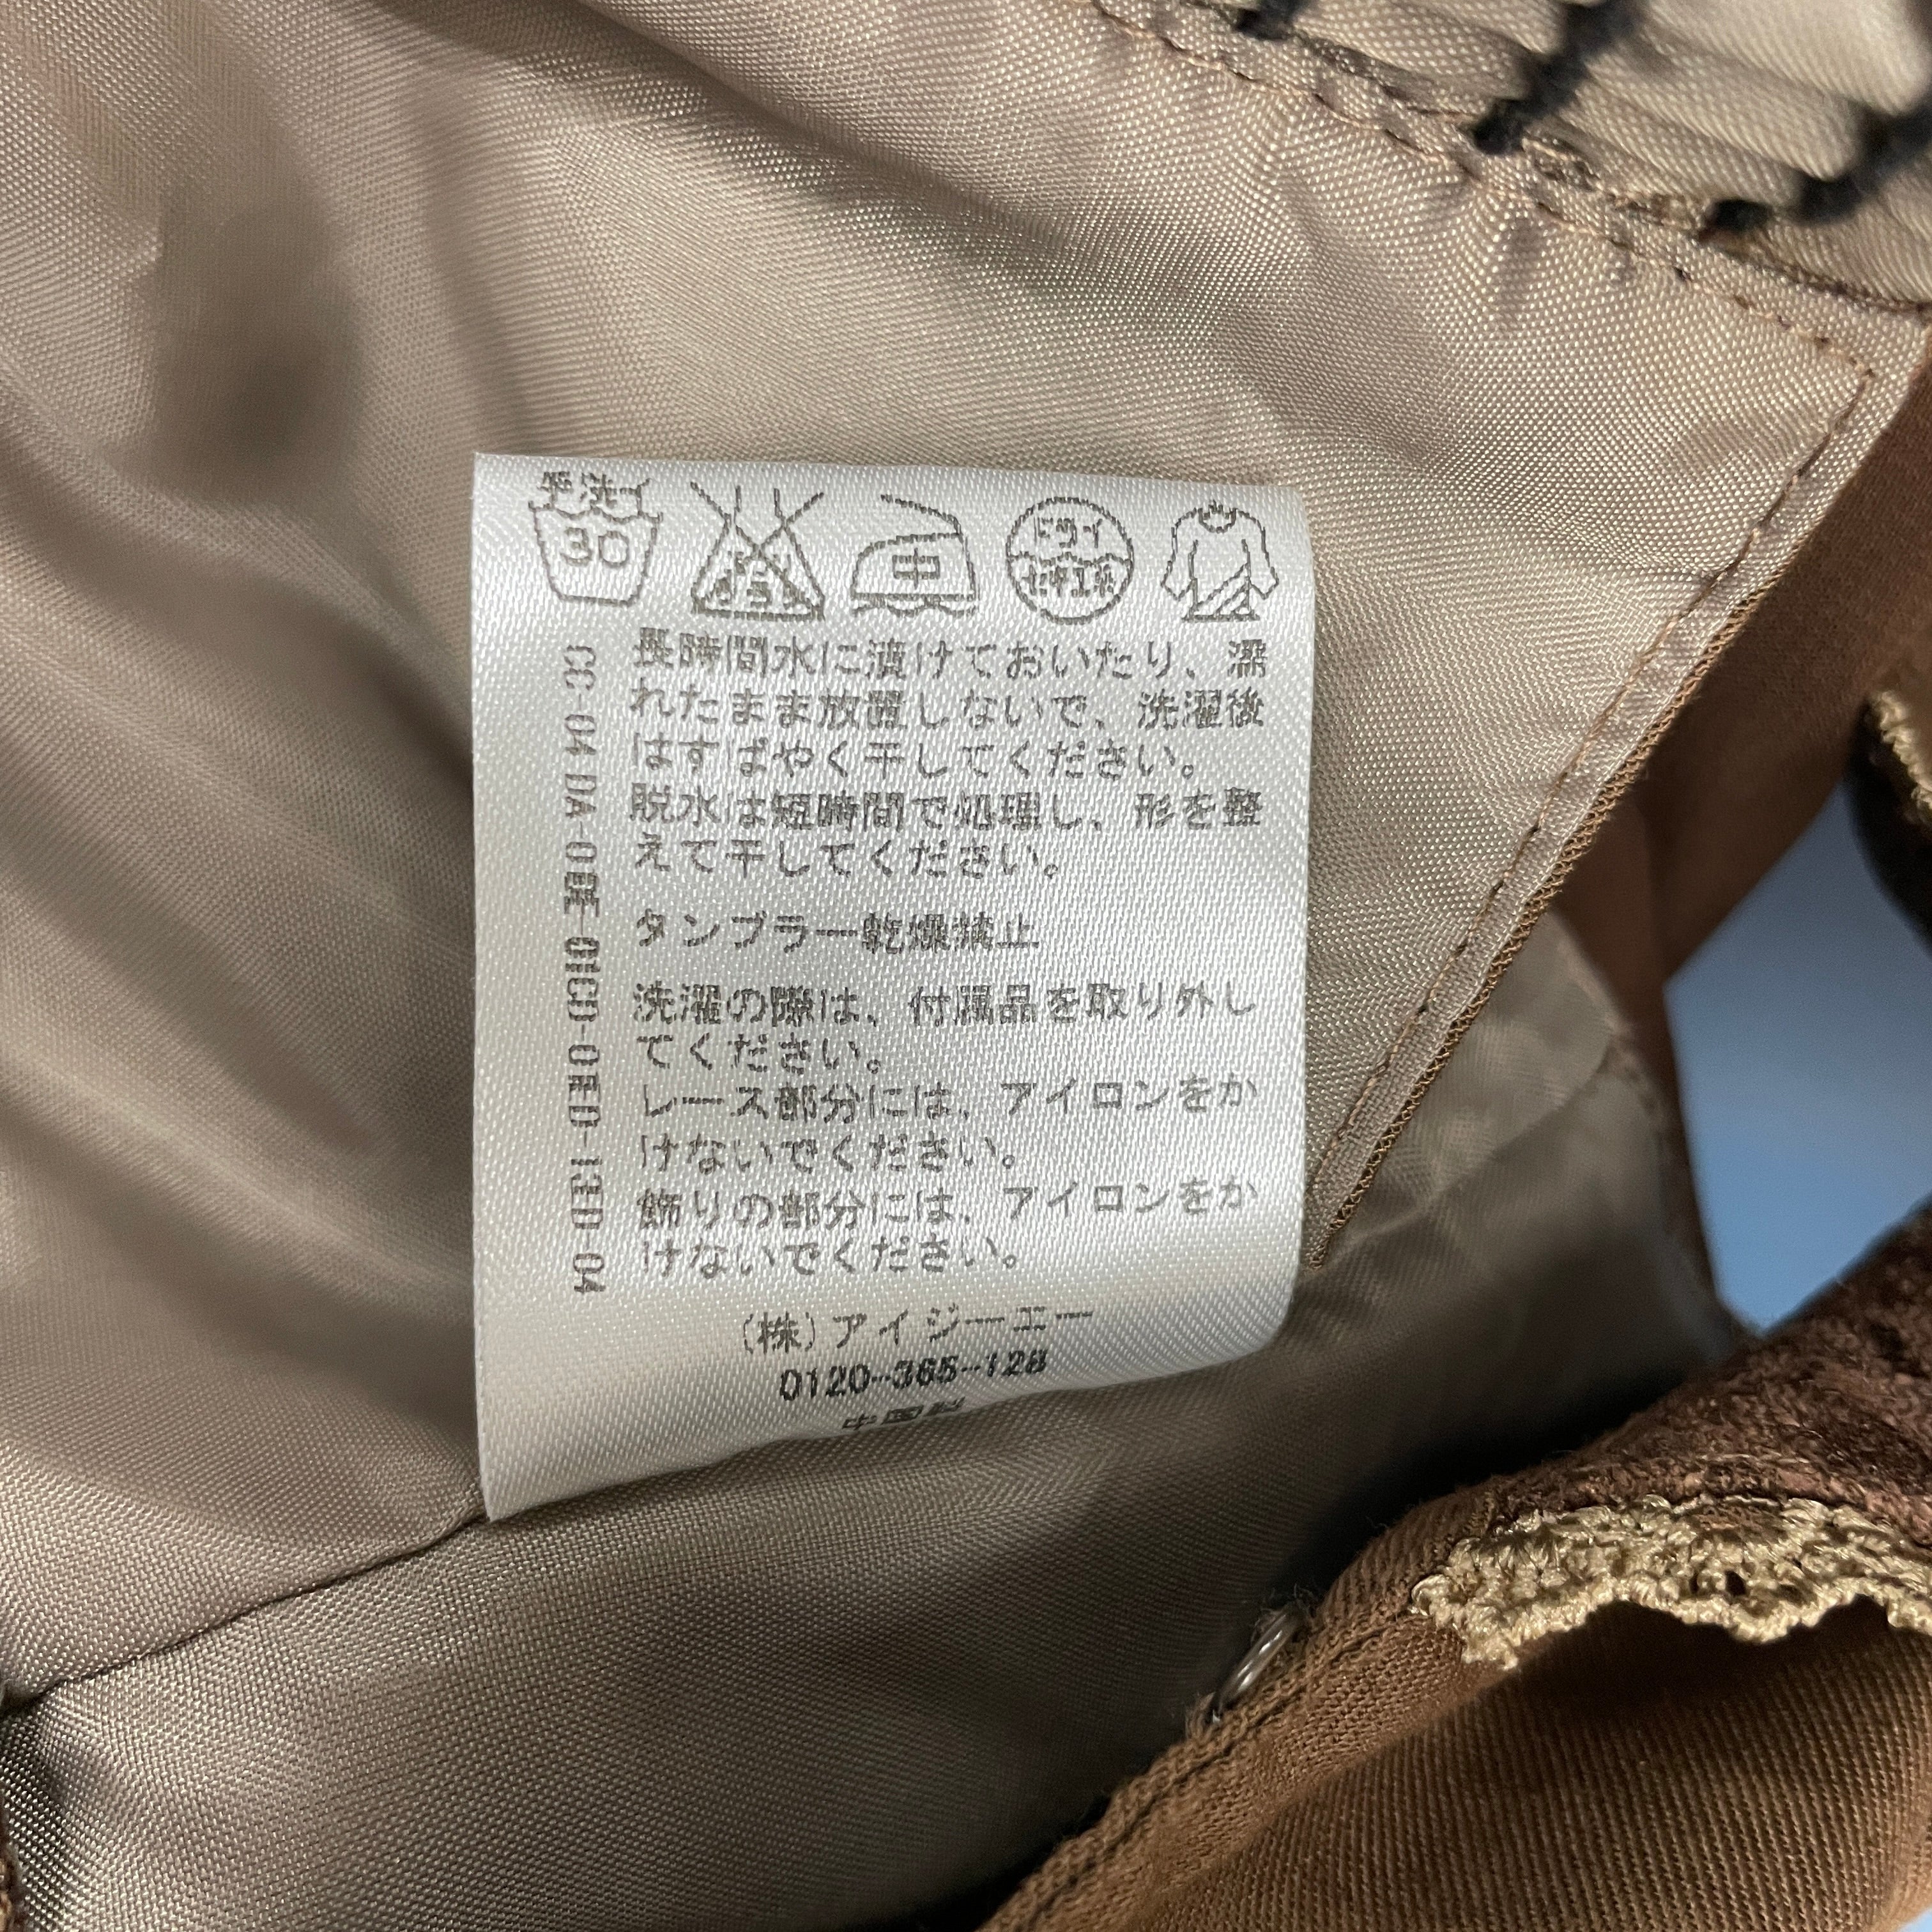 手洗イ
30
中
ドライ
セキユ系
長時間水に漬けておいたり、濡
れたまま放置しないで、洗濯後
はすばやく干してください。
脱水は短時間で処理し、形を整
えて干してください。
タンブラー乾燥禁止
洗濯の際は、付属品を取り外し
てください。
レース部分には、アイロンをか
けないでください。
飾りの部分には、アイロンをか
けないでください。
(株)アイジーエー
0120-365-128
中国製
CC-04 DA-0